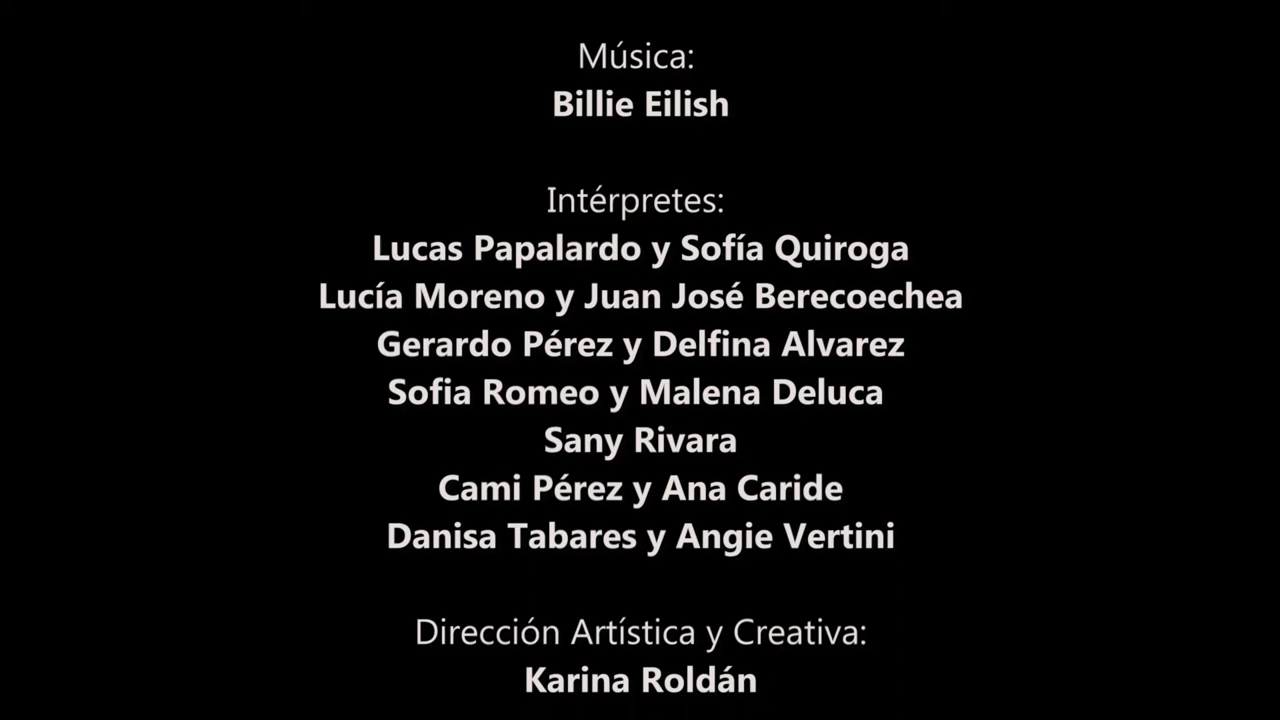 Música:
Billie Eilish
Intérpretes:
Lucas Papalardo y Sofía Quiroga
Lucía Moreno y Juan José Berecoechea
Gerardo Pérez y Delfina Alvarez
Sofia Romeo y Malena Deluca
Sany Rivara
Cami Pérez y Ana Caride
Danisa Tabares y Angie Vertini
Dirección Artística y Creativa:
Karina Roldán